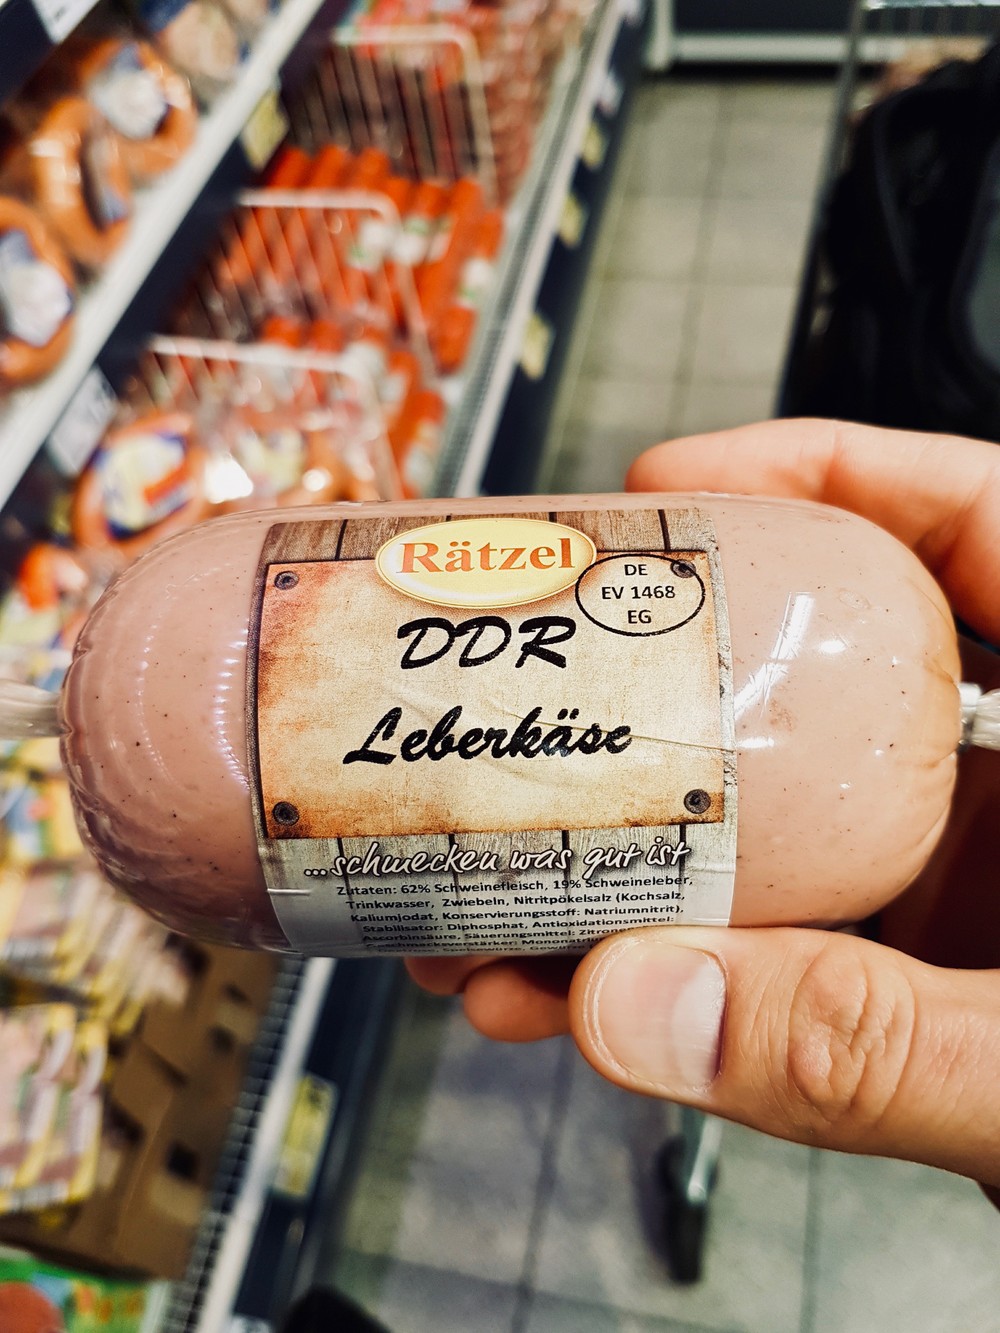 Rätzel
DE
EV 1468
EG
DDR
Leberkäse
...schmecken was gut ist
Zutaten: 62% Schweinefleisch, 19% Schweineleber,
Trinkwasser, Zwiebeln, Nitritpökelsalz (Kochsalz,
Kaliumjodat, Konservierungsstoff: Natriumnitrit),
Stabilisator: Diphosphat, Antioxidationsmittel:
Ascorbinsäure, Säuerungsmittel: